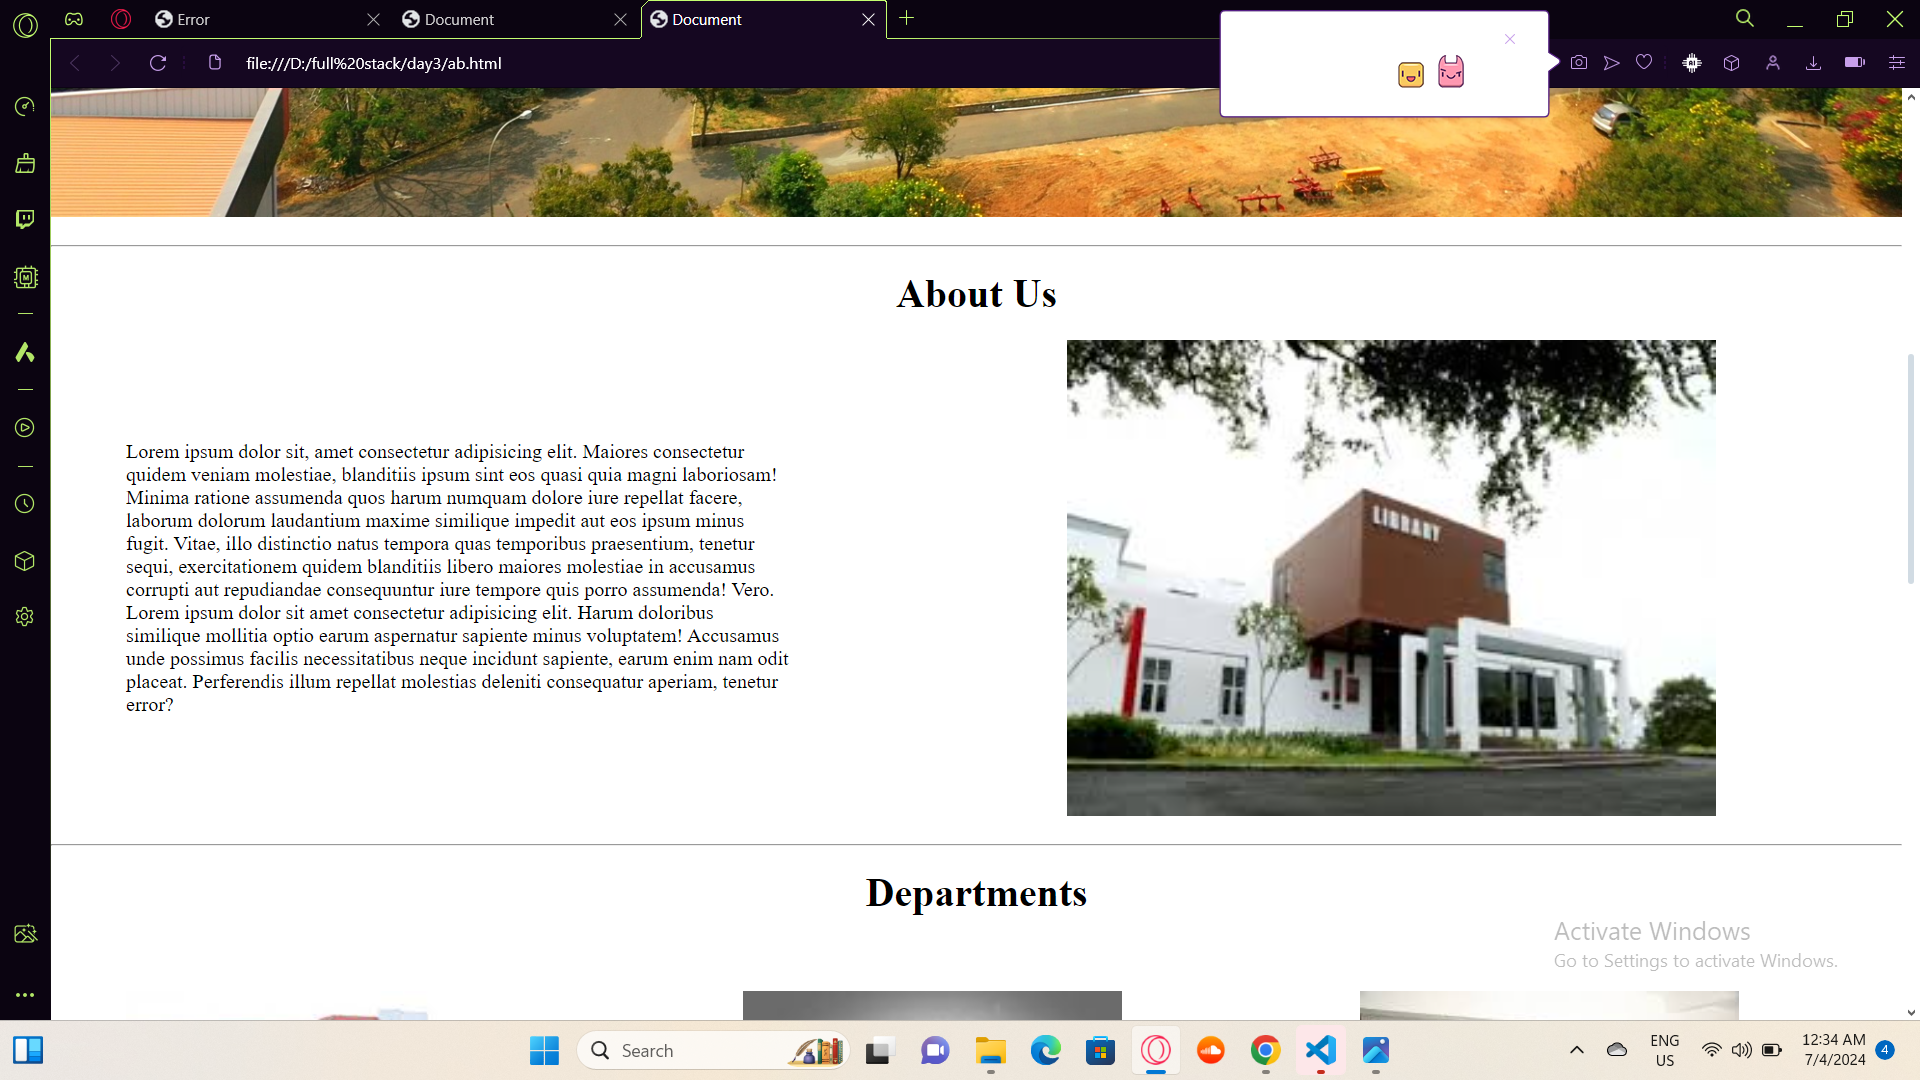 Error
Document
Document
file:///D:/full%20stack/day3/ab.html
About Us
Lorem ipsum dolor sit, amet consectetur adipisicing elit. Maiores consectetur
quidem veniam molestiae, blanditiis ipsum sint eos quasi quia magni laboriosam!
Minima ratione assumenda quos harum numquam dolore iure repellat facere,
laborum dolorum laudantium maxime similique impedit aut eos ipsum minus
fugit. Vitae, illo distinctio natus tempora quas temporibus praesentium, tenetur
sequi, exercitationem quidem blanditiis libero maiores molestiae in accusamus
corrupti aut repudiandae consequuntur iure tempore quis porro assumenda! Vero.
Lorem ipsum dolor sit amet consectetur adipisicing elit. Harum doloribus
similique mollitia optio earum aspernatur sapiente minus voluptatem! Accusamus
unde possimus facilis necessitatibus neque incidunt sapiente, earum enim nam odit
placeat. Perferendis illum repellat molestias deleniti consequatur aperiam, tenetur
error?
LIBRARY
Departments
Activate Windows
Go to Settings to activate Windows.
Search
ENG
US
12:34 AM
7/4/2024
4